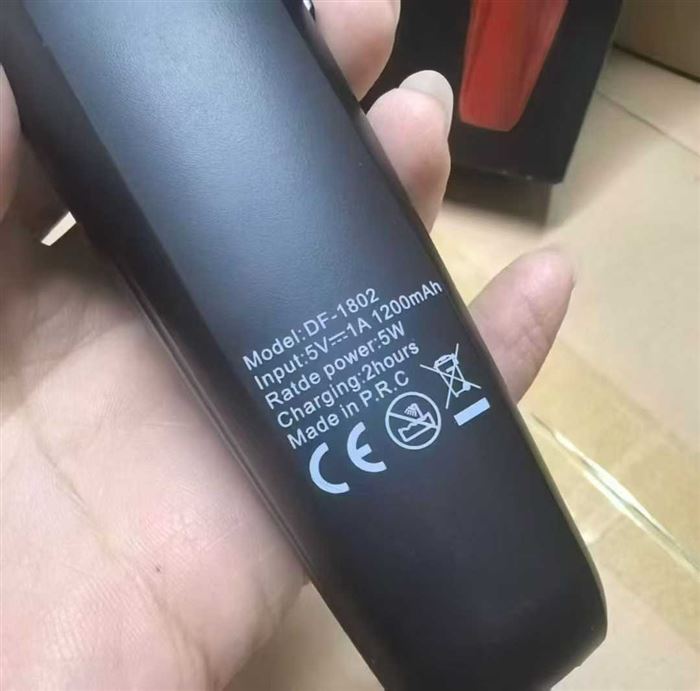 Model:DF-1802
Input:5V⎓1A 1200mAh
Ratde power:5W
Charging:2hours
Made in P.R.C
CE